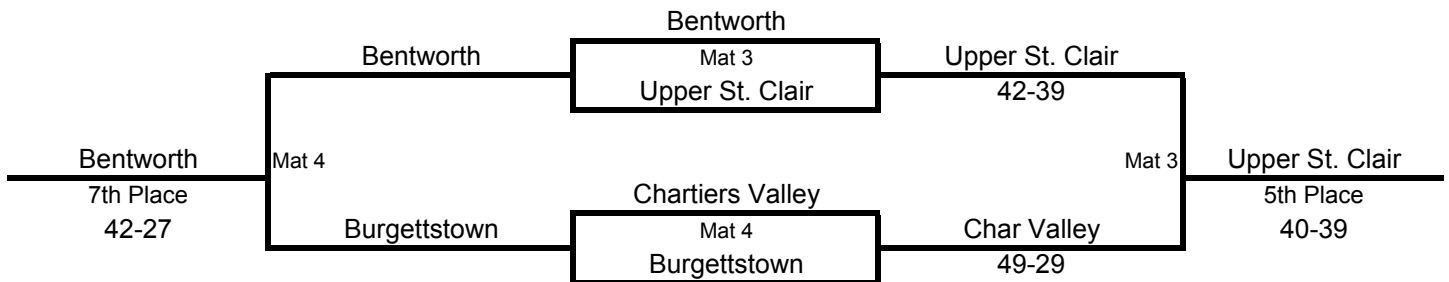 Bentworth
Bentworth Mat 3 Upper St. Clair
Upper St. Clair 42-39
Bentworth Mat 4 Mat 3 Upper St. Clair
7th Place Chartiers Valley 5th Place
42-27 Burgettstown Mat 4 Char Valley 40-39
Burgettstown 49-29